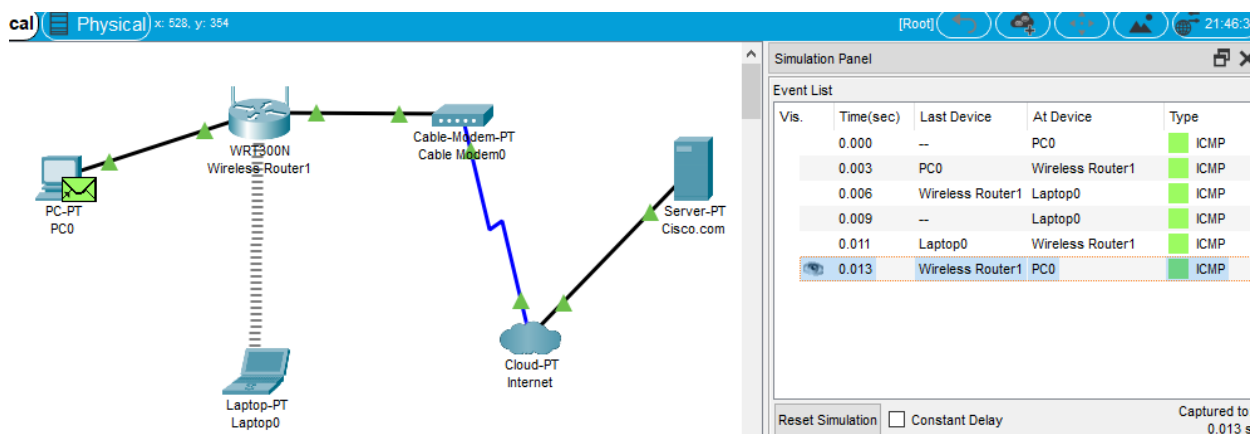 cal) Physical x: 528, y: 354 [Root] 21:46:3
Simulation Panel
Event List
Vis. Time(sec) Last Device At Device Type
0.000 -- PC0 ICMP
0.003 PC0 Wireless Router1 ICMP
0.006 Wireless Router1 Laptop0 ICMP
0.009 -- Laptop0 ICMP
0.011 Laptop0 Wireless Router1 ICMP
0.013 Wireless Router1 PC0 ICMP
Reset Simulation Constant Delay Captured to
0.013 s
WRT300N
Wireless Router1
Cable-Modem-PT
Cable Modem0
PC-PT
PC0
Server-PT
Cisco.com
Cloud-PT
Internet
Laptop-PT
Laptop0